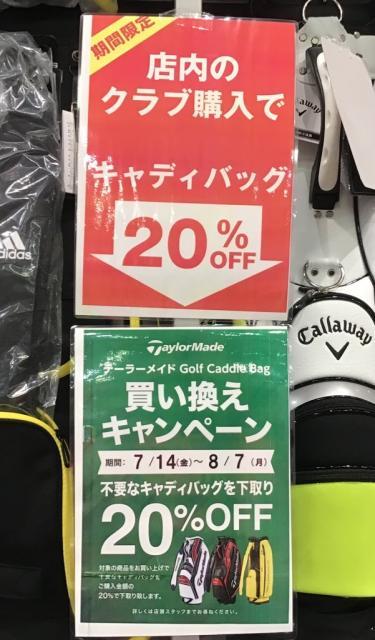 期間限定
店内の
クラブ購入で
キャディバッグ
20%
OFF
adidas
Callaway
Callaway
TaylorMade
テーラーメイド Golf Caddie Bag
買い換え
キャンペーン
期間: 7/14(金)～8/7(月)
不要なキャディバッグを下取り
20%OFF
対象の商品をお買い上げで
不要なキャディバッグを
ご購入金額の
20%で下取り致します。
詳しくは店舗スタッフまでお尋ねください。